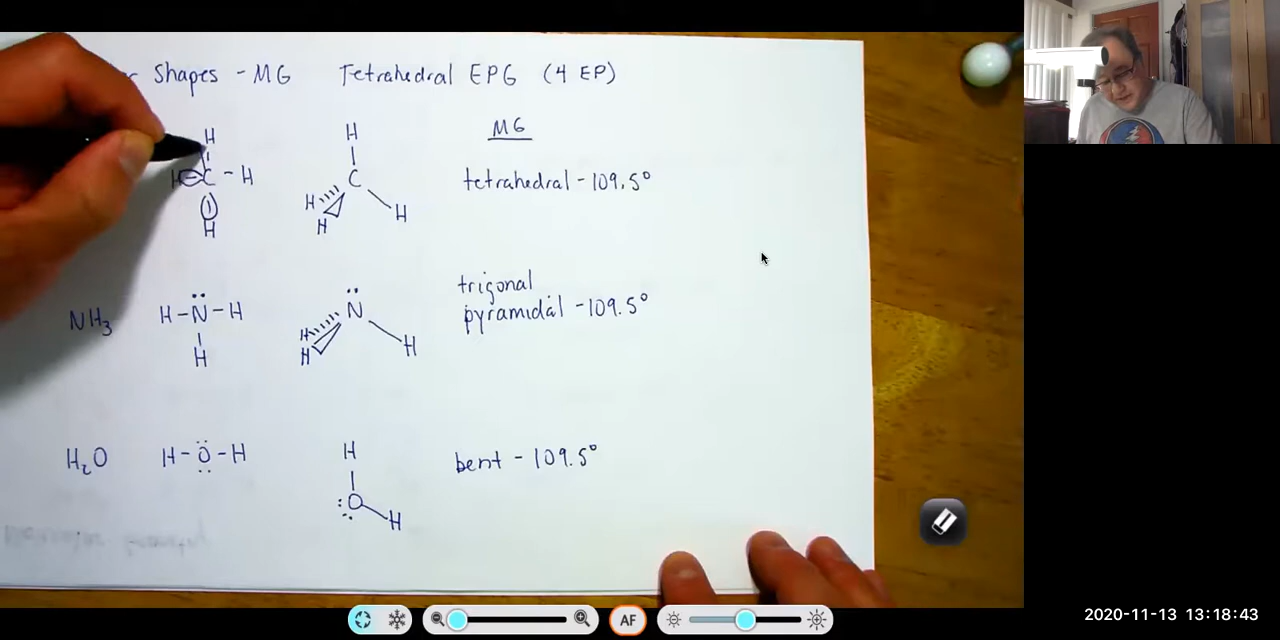 Shapes - MG Tetrahedral EPG (4 EP)
MG
H
H
C - H
H
H
C
H
H
H
tetrahedral - 109.5°
NH3
H - N̈ - H
H
N̈
H
H
H
trigonal
pyramidal - 109.5°
H2O
H - Ö - H
H
:O
H
bent - 109.5°
AF
2020-11-13 13:18:43